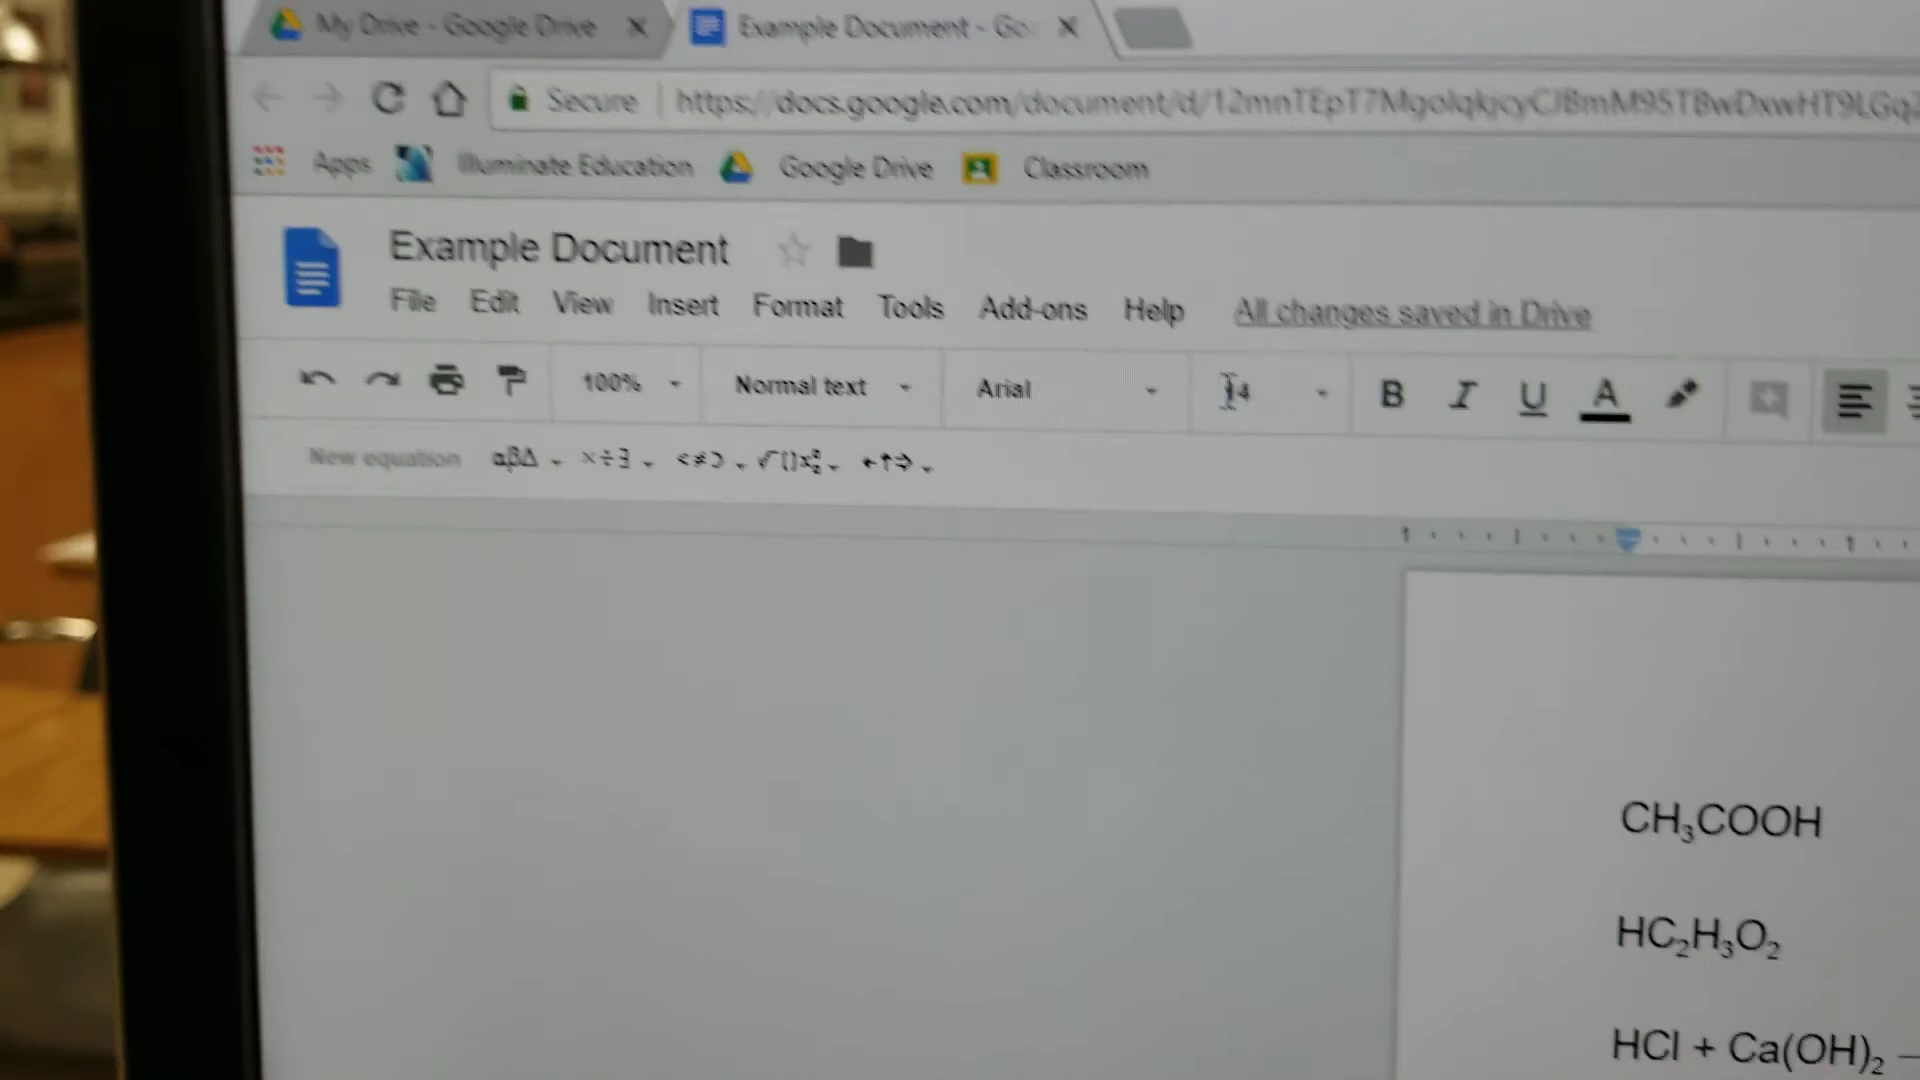 My Drive - Google Drive
Example Document - Go
Secure | https://docs.google.com/document/d/
Apps Illuminate Education Google Drive Classroom
Example Document
File Edit View Insert Format Tools Add-ons Help All changes saved in Drive
100% Normal text Arial 14 B I U A
New equation αβΔ ×÷∃ <≠⊃ √()x ←↑⇒
CH₃COOH
HC₂H₃O₂
HCl + Ca(OH)₂